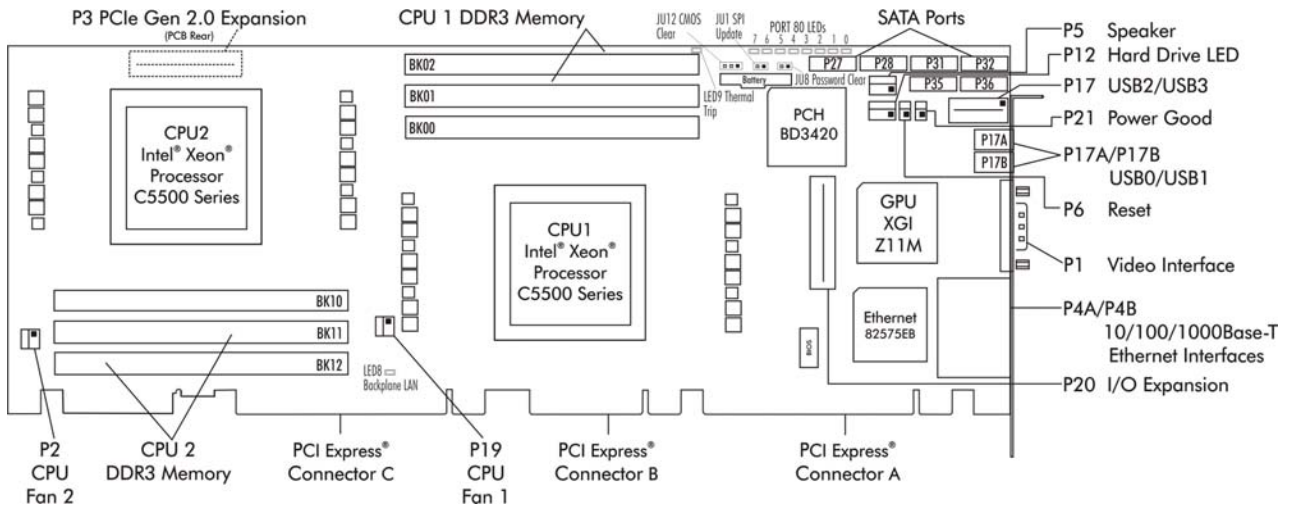 P3 PCIe Gen 2.0 Expansion
(PCB Rear)
CPU 1 DDR3 Memory
JU12 CMOS
Clear
JU1 SPI
Update
PORT 80 LEDs
7 6 5 4 3 2 1 0
SATA Ports
P5 Speaker
P12 Hard Drive LED
P17 USB2/USB3
P21 Power Good
P17A/P17B
USB0/USB1
P6 Reset
P1 Video Interface
P4A/P4B
10/100/1000Base-T
Ethernet Interfaces
P20 I/O Expansion
BK02
BK01
BK00
LED9 Thermal
Trip
Battery
JU8 Password Clear
P27
P28
P31
P32
P35
P36
P17A
P17B
PCH
BD3420
CPU2
Intel® Xeon®
Processor
C5500 Series
CPU1
Intel® Xeon®
Processor
C5500 Series
GPU
XGI
Z11M
Ethernet
82575EB
BIOS
BK10
BK11
BK12
LED8
Backplane LAN
P2
CPU
Fan 2
CPU 2
DDR3 Memory
PCI Express®
Connector C
P19
CPU
Fan 1
PCI Express®
Connector B
PCI Express®
Connector A